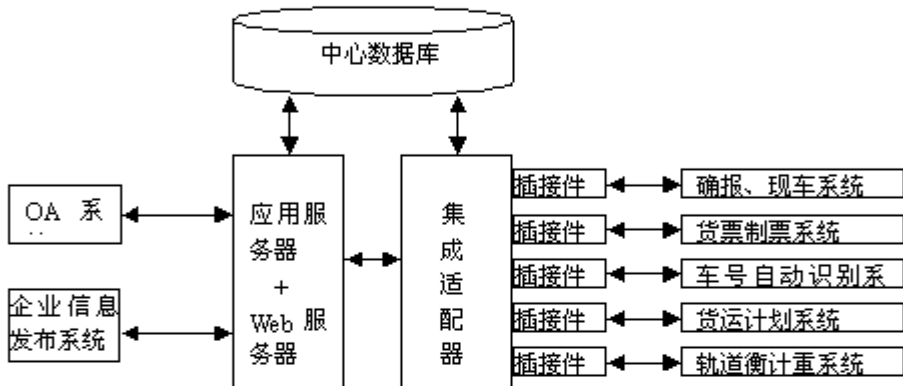 中心数据库
OA 系
企业信息
发布系统
应用服
务器
+
Web 服
务器
集
成
适
配
器
插接件
确报、现车系统
插接件
货票制票系统
插接件
车号自动识别系
插接件
货运计划系统
插接件
轨道衡计重系统